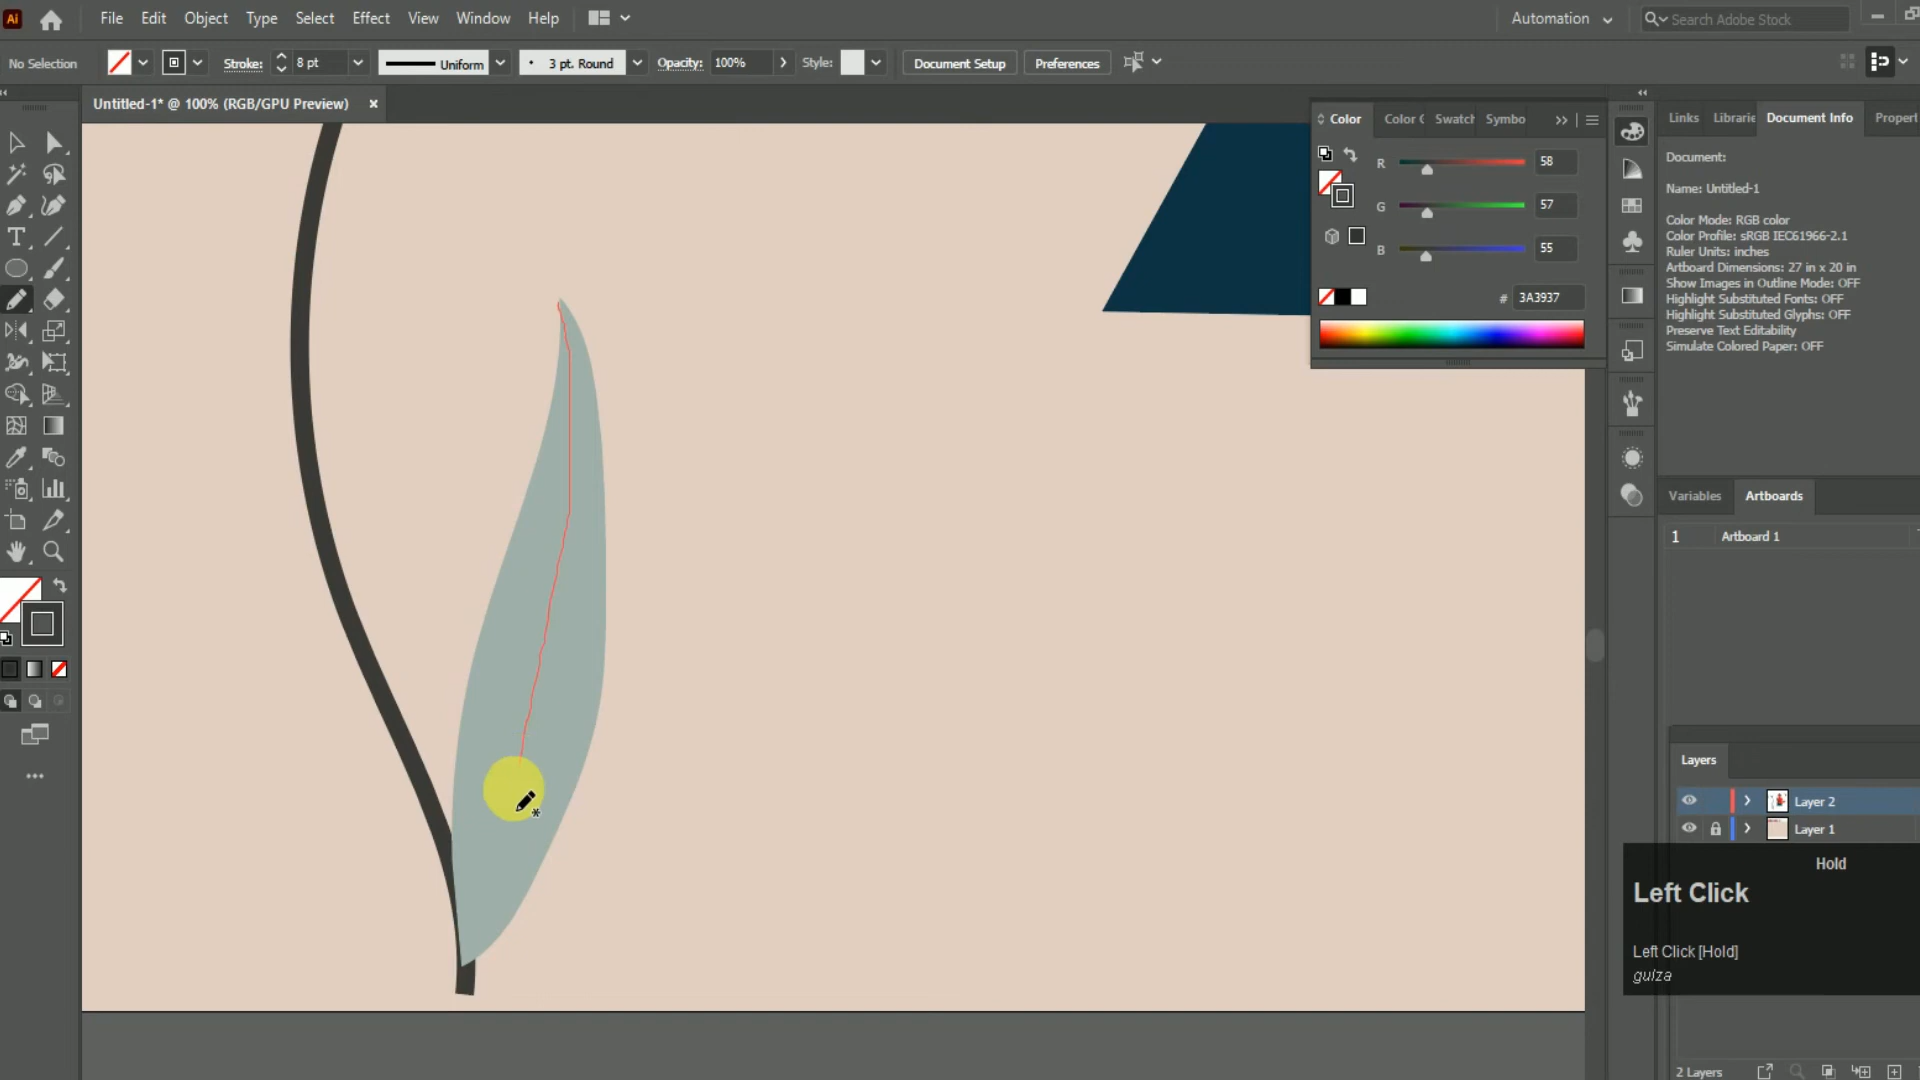 Ai File Edit Object Type Select Effect View Window Help Automation Search Adobe Stock
No Selection Stroke: 8 pt Uniform 3 pt. Round Opacity: 100% Style: Document Setup Preferences
Untitled-1* @ 100% (RGB/GPU Preview)
Color Color Swatch Symbo
R 58
G 57
B 55
# 3A3937
Links Librarie Document Info Propert
Document:
Name: Untitled-1
Color Mode: RGB color
Color Profile: sRGB IEC61966-2.1
Ruler Units: inches
Artboard Dimensions: 27 in x 20 in
Show Images in Outline Mode: OFF
Highlight Substituted Fonts: OFF
Highlight Substituted Glyphs: OFF
Preserve Text Editability
Simulate Colored Paper: OFF
Variables Artboards
1 Artboard 1
Layers
Layer 2
Layer 1
Hold
Left Click
Left Click [Hold]
gulza
2 Layers